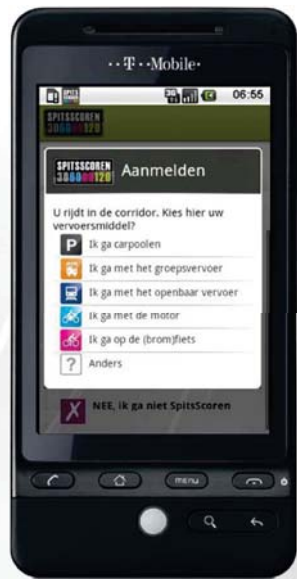 ··T··Mobile·
3G
06:55
SPITSSCOREN
SPITSSCOREN
Aanmelden
U rijdt in de corridor. Kies hier uw
vervoersmiddel?
P Ik ga carpoolen
Ik ga met het groepsvervoer
Ik ga met het openbaar vervoer
Ik ga met de motor
Ik ga op de (brom)fiets
? Anders
X NEE, ik ga niet SpitsScoren
menu